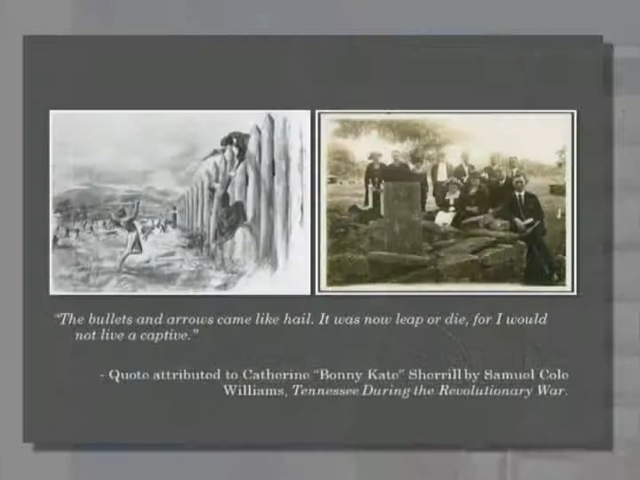 "The bullets and arrows came like hail. It was now leap or die, for I would
not live a captive."
- Quote attributed to Catherine "Bonny Kate" Sherrill by Samuel Cole
Williams, Tennessee During the Revolutionary War.